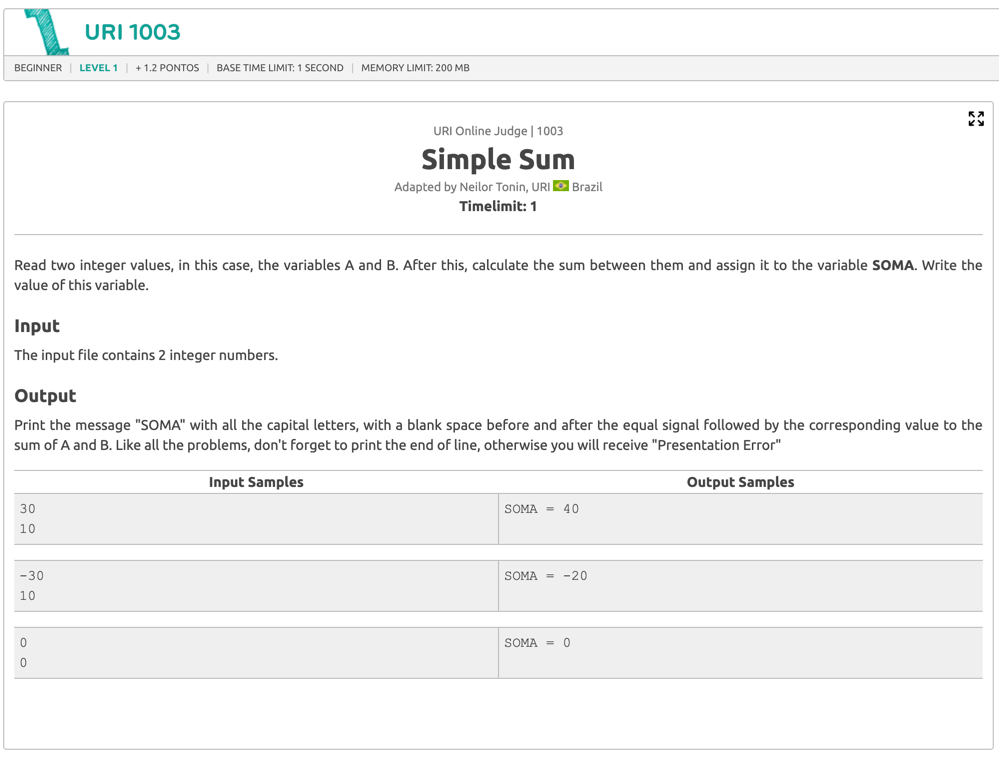 URI 1003
BEGINNER | LEVEL 1 | + 1.2 PONTOS | BASE TIME LIMIT: 1 SECOND | MEMORY LIMIT: 200 MB
URI Online Judge | 1003
Simple Sum
Adapted by Neilor Tonin, URI Brazil
Timelimit: 1
Read two integer values, in this case, the variables A and B. After this, calculate the sum between them and assign it to the variable SOMA. Write the
value of this variable.
Input
The input file contains 2 integer numbers.
Output
Print the message "SOMA" with all the capital letters, with a blank space before and after the equal signal followed by the corresponding value to the
sum of A and B. Like all the problems, don't forget to print the end of line, otherwise you will receive "Presentation Error"
Input Samples Output Samples
30 SOMA = 40
10
-30 SOMA = -20
10
0 SOMA = 0
0